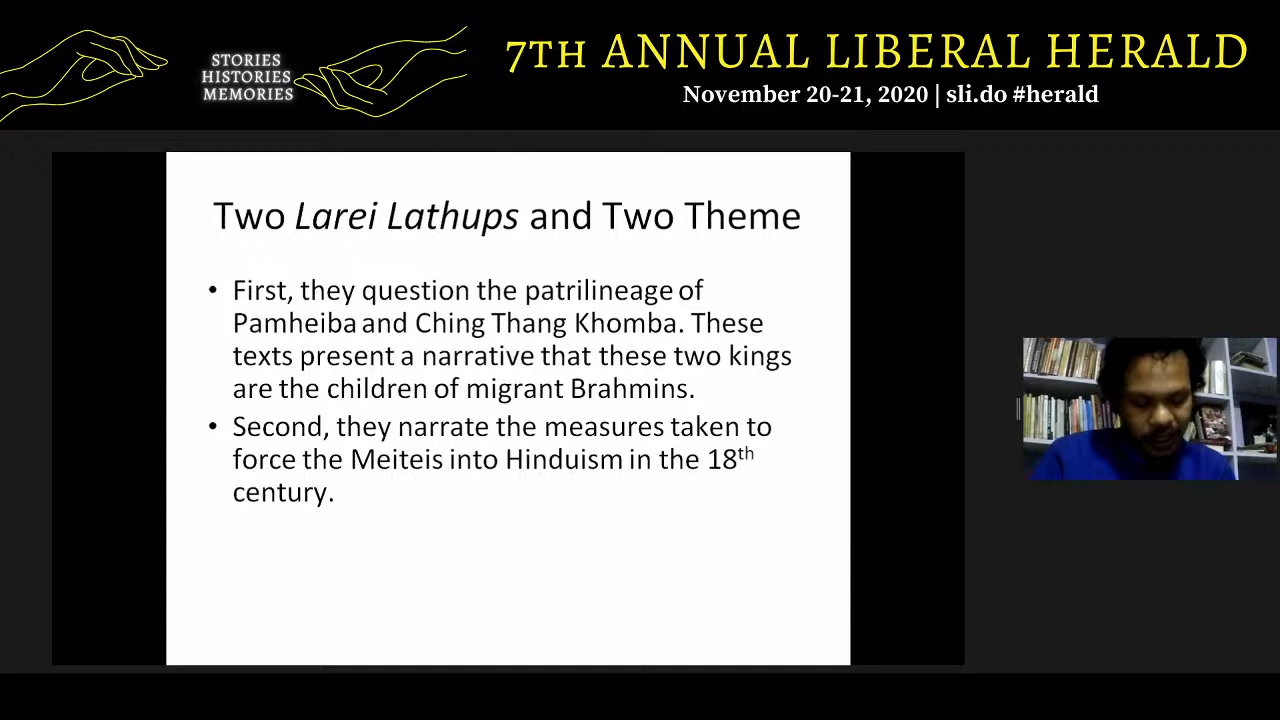 STORIES
HISTORIES
MEMORIES
7TH ANNUAL LIBERAL HERALD
November 20-21, 2020 | sli.do #herald
Two Larei Lathups and Two Theme
• First, they question the patrilineage of
Pamheiba and Ching Thang Khomba. These
texts present a narrative that these two kings
are the children of migrant Brahmins.
• Second, they narrate the measures taken to
force the Meiteis into Hinduism in the 18th
century.